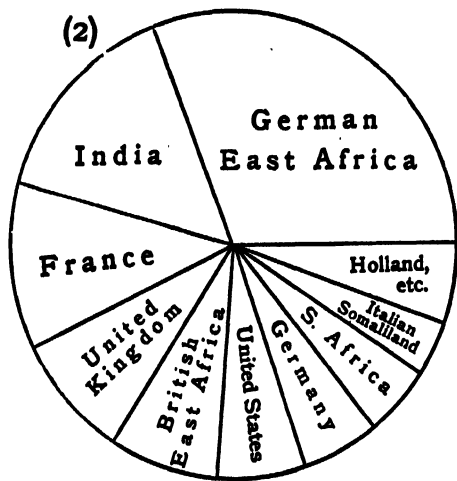 (2)
German
East Africa
India
France
Holland,
etc.
Italian
Somaliland
S. Africa
Germany
United States
British
East Africa
United
Kingdom